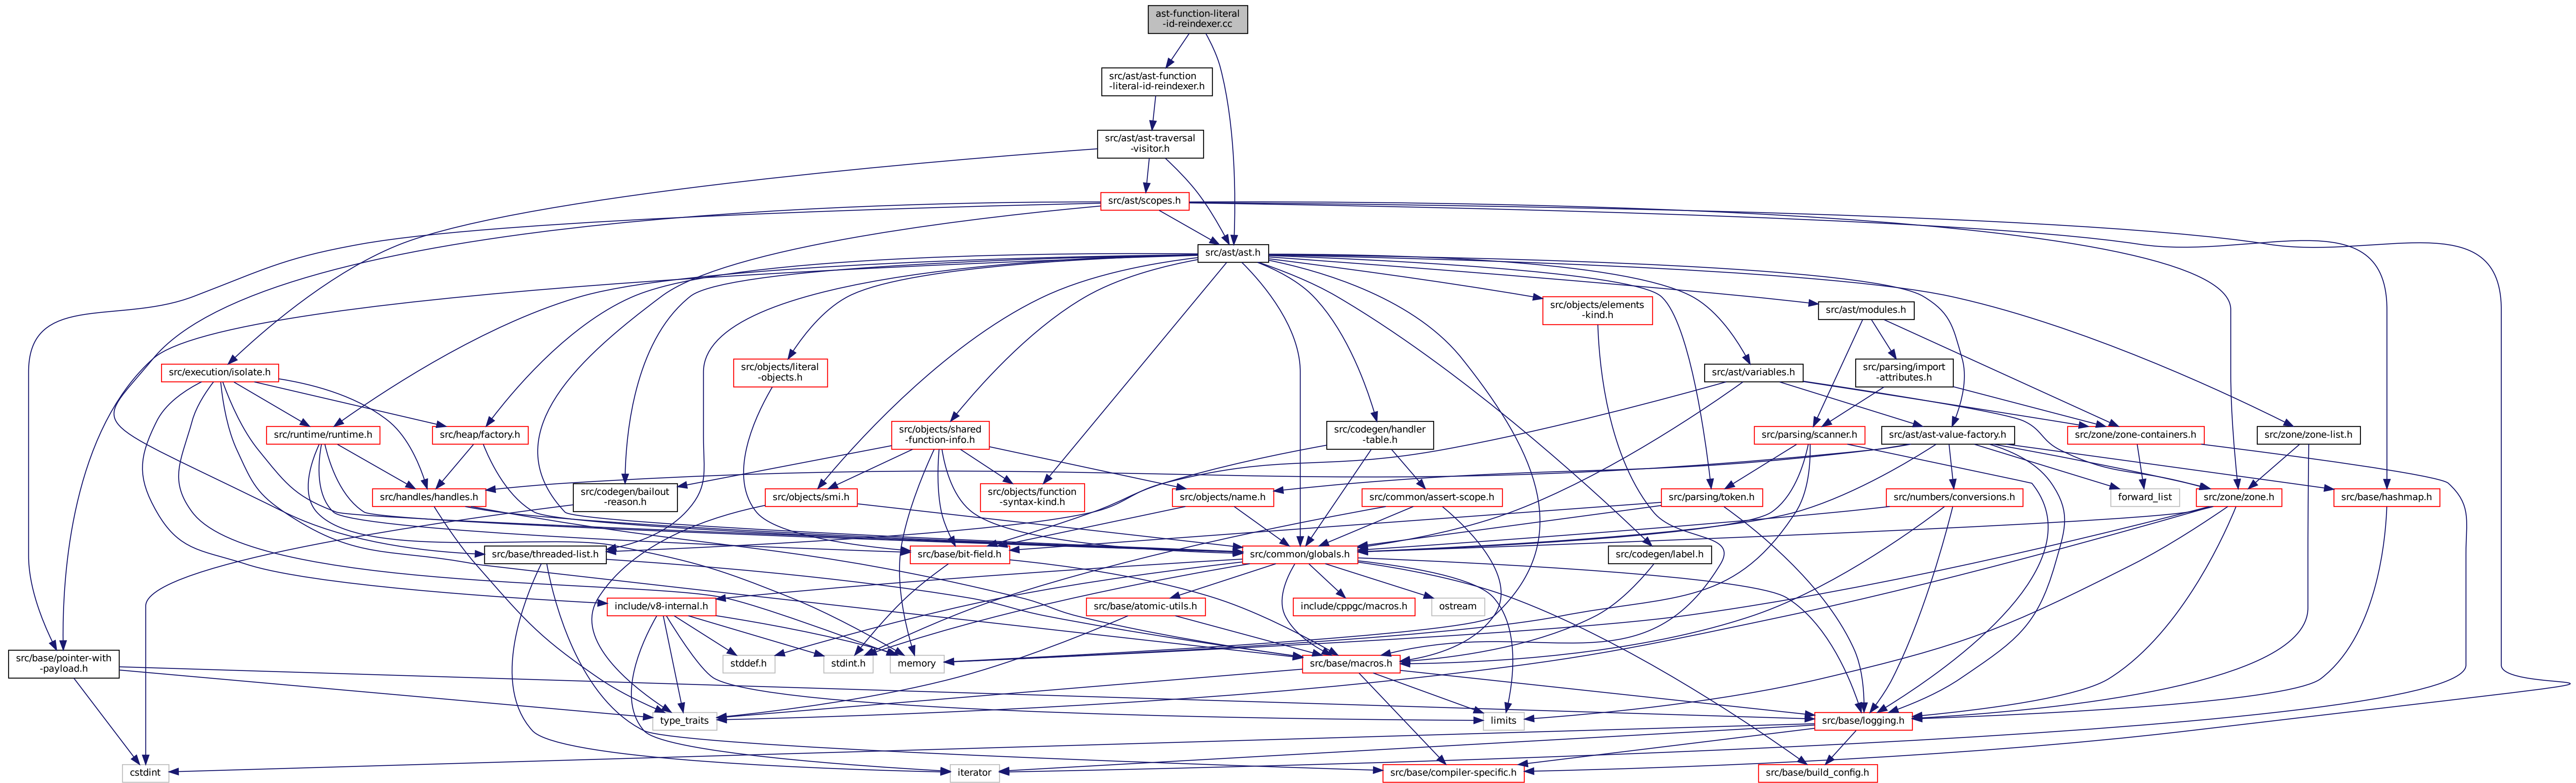 ast-function-literal
-id-reindexer.cc
src/ast/ast-function
-literal-id-reindexer.h
src/ast/ast-traversal
-visitor.h
src/ast/scopes.h
src/ast/ast.h
src/objects/elements
-kind.h
src/ast/modules.h
src/execution/isolate.h
src/objects/literal
-objects.h
src/ast/variables.h
src/parsing/import
-attributes.h
src/runtime/runtime.h
src/heap/factory.h
src/objects/shared
-function-info.h
src/codegen/handler
-table.h
src/parsing/scanner.h
src/ast/ast-value-factory.h
src/zone/zone-containers.h
src/zone/zone-list.h
src/handles/handles.h
src/codegen/bailout
-reason.h
src/objects/smi.h
src/objects/function
-syntax-kind.h
src/objects/name.h
src/common/assert-scope.h
src/parsing/token.h
src/numbers/conversions.h
forward_list
src/zone/zone.h
src/base/hashmap.h
src/base/threaded-list.h
src/base/bit-field.h
src/common/globals.h
src/codegen/label.h
include/v8-internal.h
src/base/atomic-utils.h
include/cppgc/macros.h
ostream
src/base/pointer-with
-payload.h
stddef.h
stdint.h
memory
src/base/macros.h
type_traits
limits
src/base/logging.h
cstdint
iterator
src/base/compiler-specific.h
src/base/build_config.h